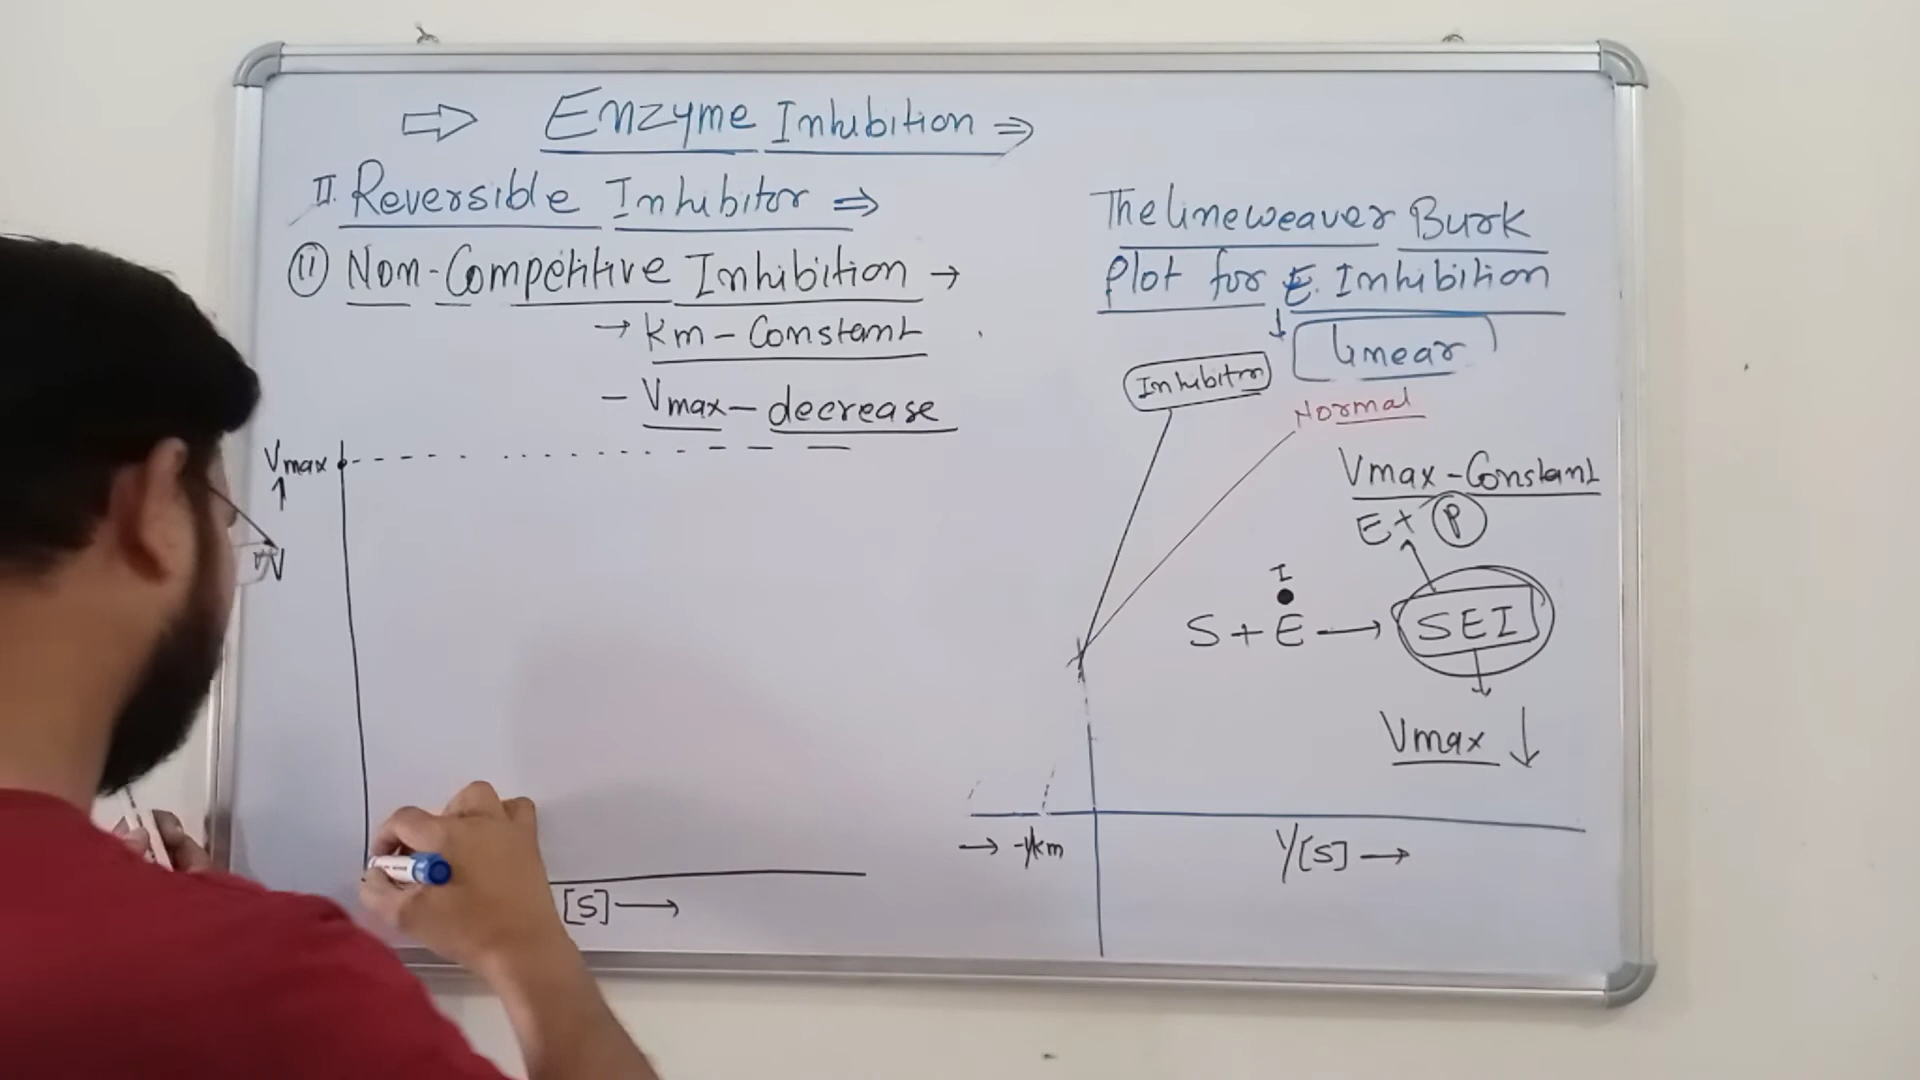 ⇒ Enzyme Inhibition ⇒
II. Reversible Inhibitor ⇒
(ii) Non-Competitive Inhibition →
→ Km - Constant
- Vmax - decrease
Vmax
V
[S] →
The lineweaver Burk
Plot for E. Inhibition
↓ linear
Inhibitor
Normal
Vmax - Constant
E + P
I
S + E → SEI
Vmax ↓
→ -1/km
1/[S] →